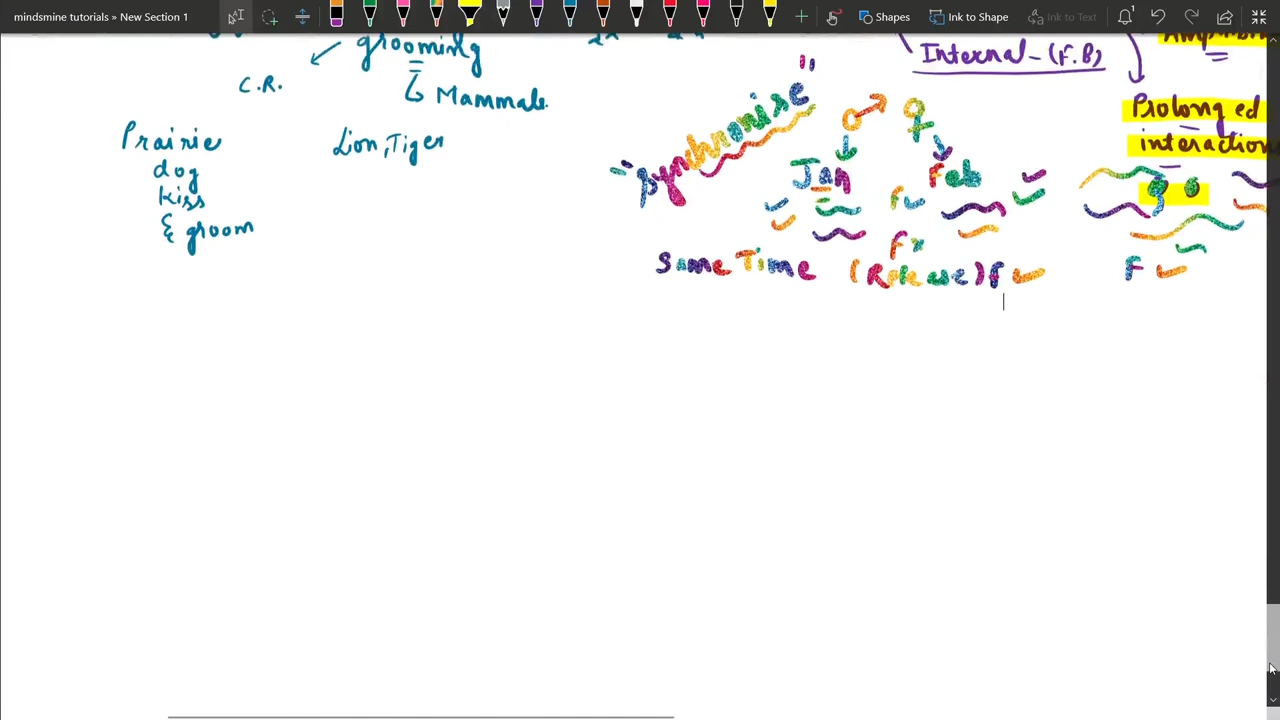 mindsmine tutorials » New Section 1
Shapes
Ink to Shape
Ink to Text
grooming
C.R.
Mammals.
Prairie
dog
kiss
& groom
Lion, Tiger
Internal - (F.B)
Prolonged
interaction
"Synchronise"
♂ ♀
Jan
Feb
F
Fx
Same Time (Release) F ✓
F ✓